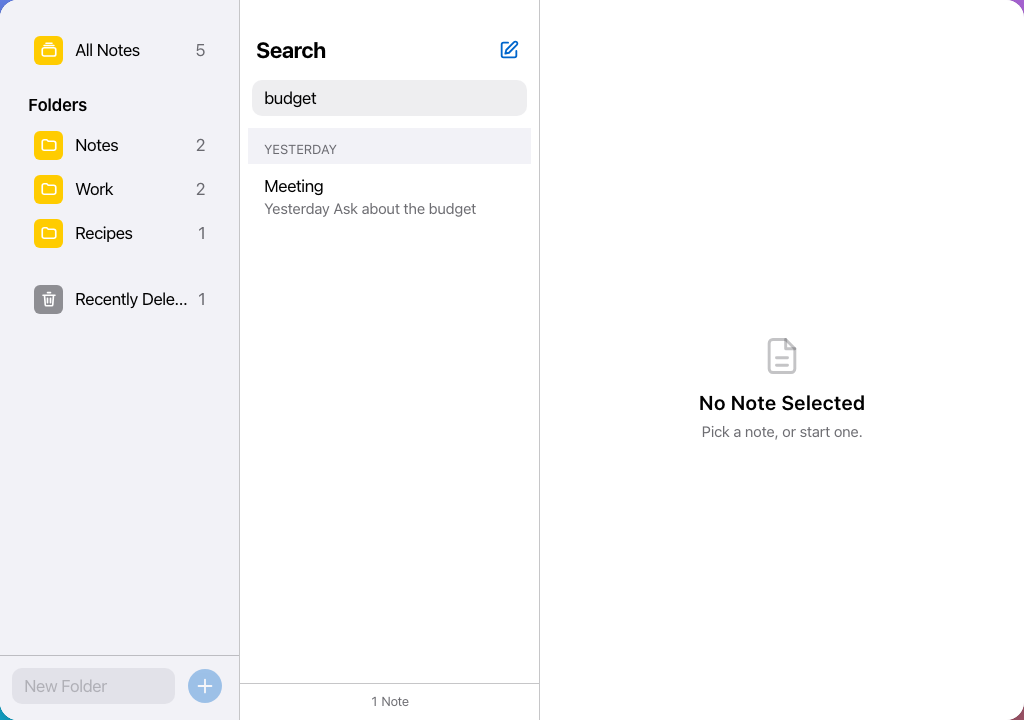 All Notes 5
Folders
Notes 2
Work 2
Recipes 1
Recently Dele... 1
New Folder
Search
budget
YESTERDAY
Meeting
Yesterday Ask about the budget
1 Note
No Note Selected
Pick a note, or start one.